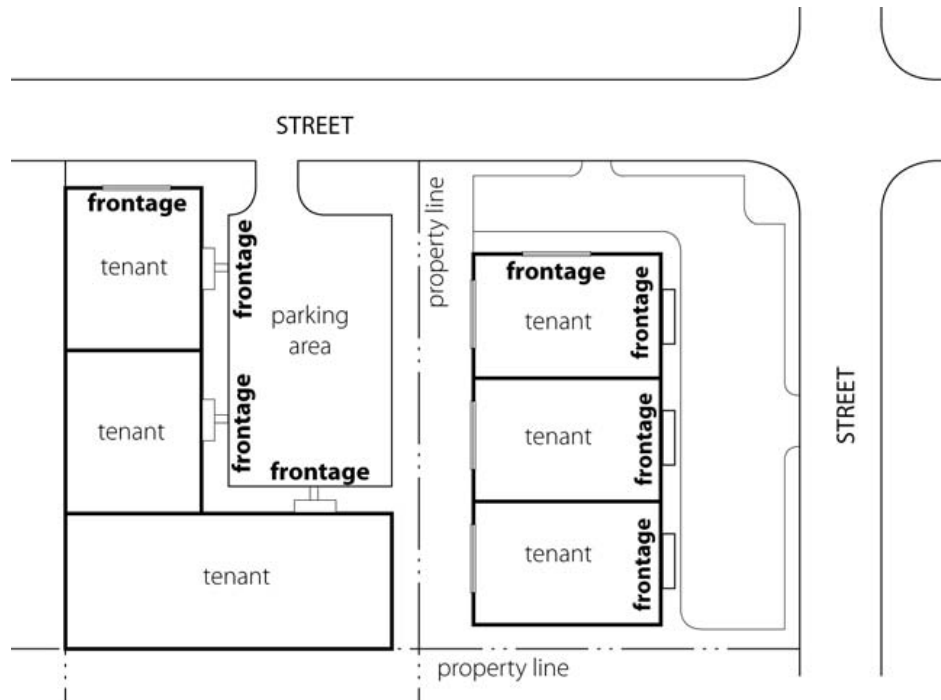 STREET
frontage
tenant
frontage
parking
area
property line
frontage
tenant
frontage
tenant
frontage
frontage
tenant
frontage
tenant
frontage
tenant
frontage
STREET
property line